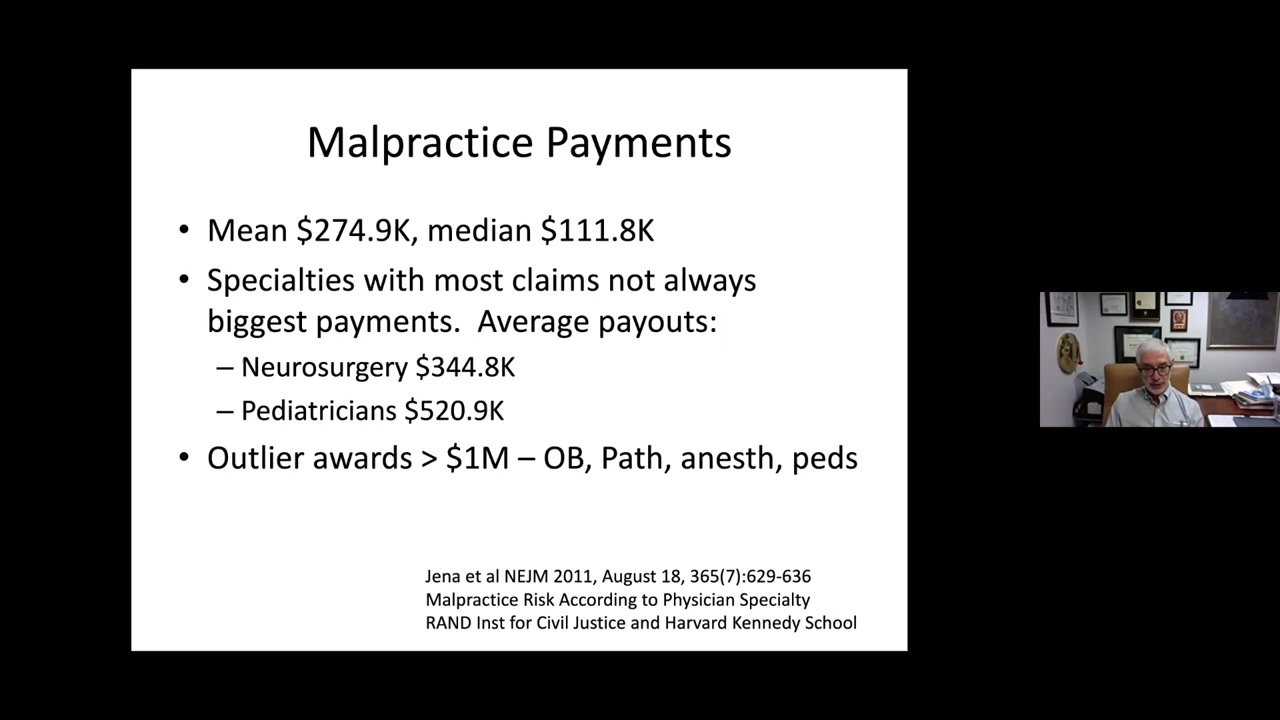 Malpractice Payments
• Mean $274.9K, median $111.8K
• Specialties with most claims not always
biggest payments.  Average payouts:
– Neurosurgery $344.8K
– Pediatricians $520.9K
• Outlier awards > $1M – OB, Path, anesth, peds
Jena et al NEJM 2011, August 18, 365(7):629-636
Malpractice Risk According to Physician Specialty
RAND Inst for Civil Justice and Harvard Kennedy School